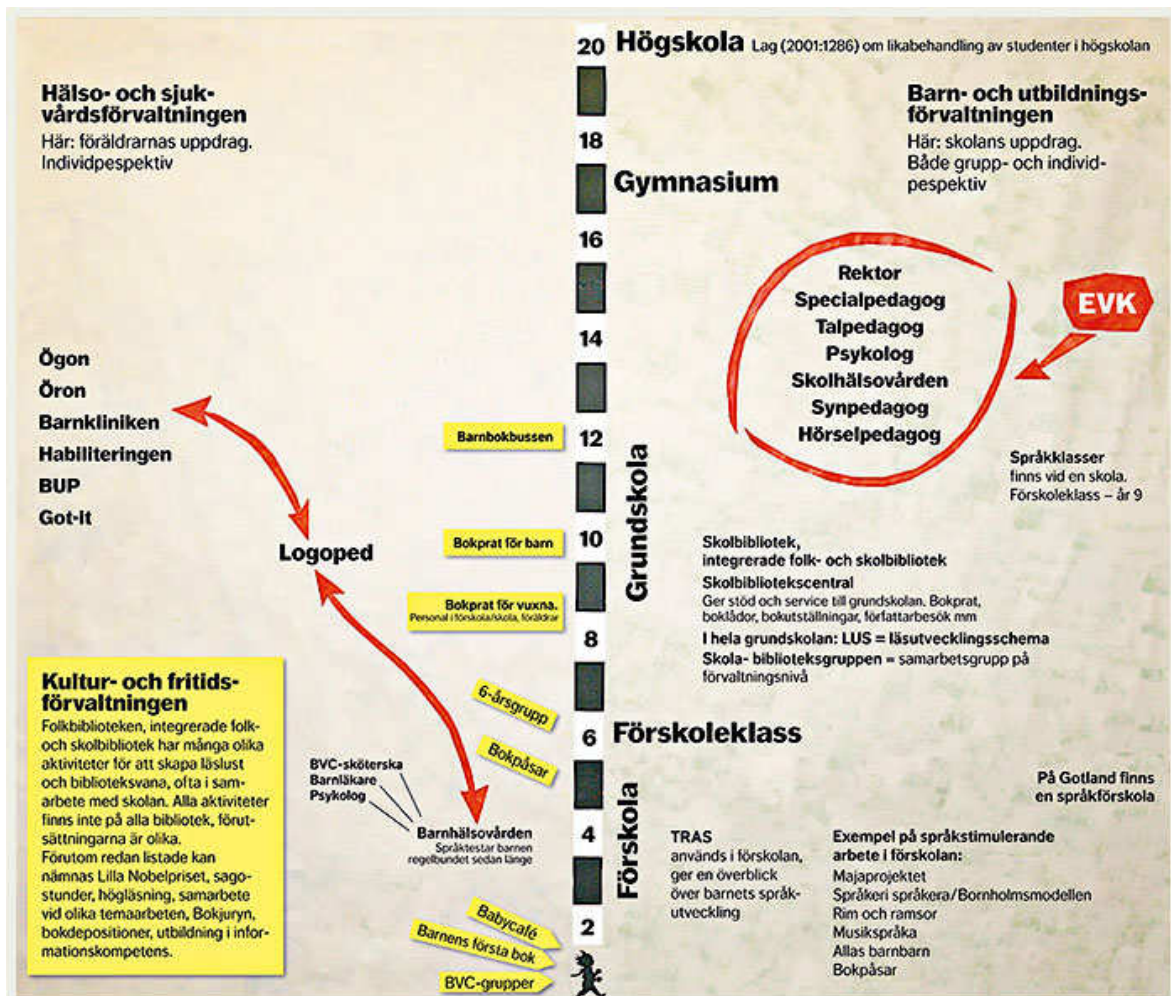 20 Högskola Lag (2001:1286) om likabehandling av studenter i högskolan
Hälso- och sjuk-
vårdsförvaltningen
Här: föräldrarnas uppdrag.
Individpespektiv
Barn- och utbildnings-
förvaltningen
Här: skolans uppdrag.
Både grupp- och individ-
pespektiv
18
Gymnasium
16
Rektor
Specialpedagog
Talpedagog
Psykolog
Skolhälsovården
Synpedagog
Hörselpedagog
EVK
14
Ögon
Öron
Barnkliniken
Habiliteringen
BUP
Got-It
Logoped
Barnbokbussen
12
Grundskola
Språkklasser
finns vid en skola.
Förskoleklass – år 9
Bokprat för barn
10
Skolbibliotek,
integrerade folk- och skolbibliotek
Skolbibliotekscentral
Ger stöd och service till grundskolan. Bokprat,
boklådor, bokutställningar, författarbesök mm
I hela grundskolan: LUS = läsutvecklingsschema
Skola- biblioteksgruppen = samarbetsgrupp på
förvaltningsnivå
Bokprat för vuxna.
Personal i förskola/skola, föräldrar
8
Kultur- och fritids-
förvaltningen
Folkbiblioteken, integrerade folk-
och skolbibliotek har många olika
aktiviteter för att skapa läslust
och biblioteksvana, ofta i sam-
arbete med skolan. Alla aktiviteter
finns inte på alla bibliotek, förut-
sättningarna är olika.
Förutom redan listade kan
nämnas Lilla Nobelpriset, sago-
stunder, högläsning, samarbete
vid olika temaarbeten, Bokjuryn,
bokdepositioner, utbildning i infor-
mationskompetens.
6-årsgrupp
6 Förskoleklass
Bokpåsar
BVC-sköterska
Barnläkare
Psykolog
Barnhälsovården
Språktestar barnen
regelbundet sedan länge
På Gotland finns
en språkförskola
4
Förskola
TRAS
används i förskolan,
ger en överblick
över barnets språk-
utveckling
Exempel på språkstimulerande
arbete i förskolan:
Majaprojektet
Språkeri språkera/Bornholmsmodellen
Rim och ramsor
Musikspråka
Allas barnbarn
Bokpåsar
2
Babycafé
Barnens första bok
BVC-grupper